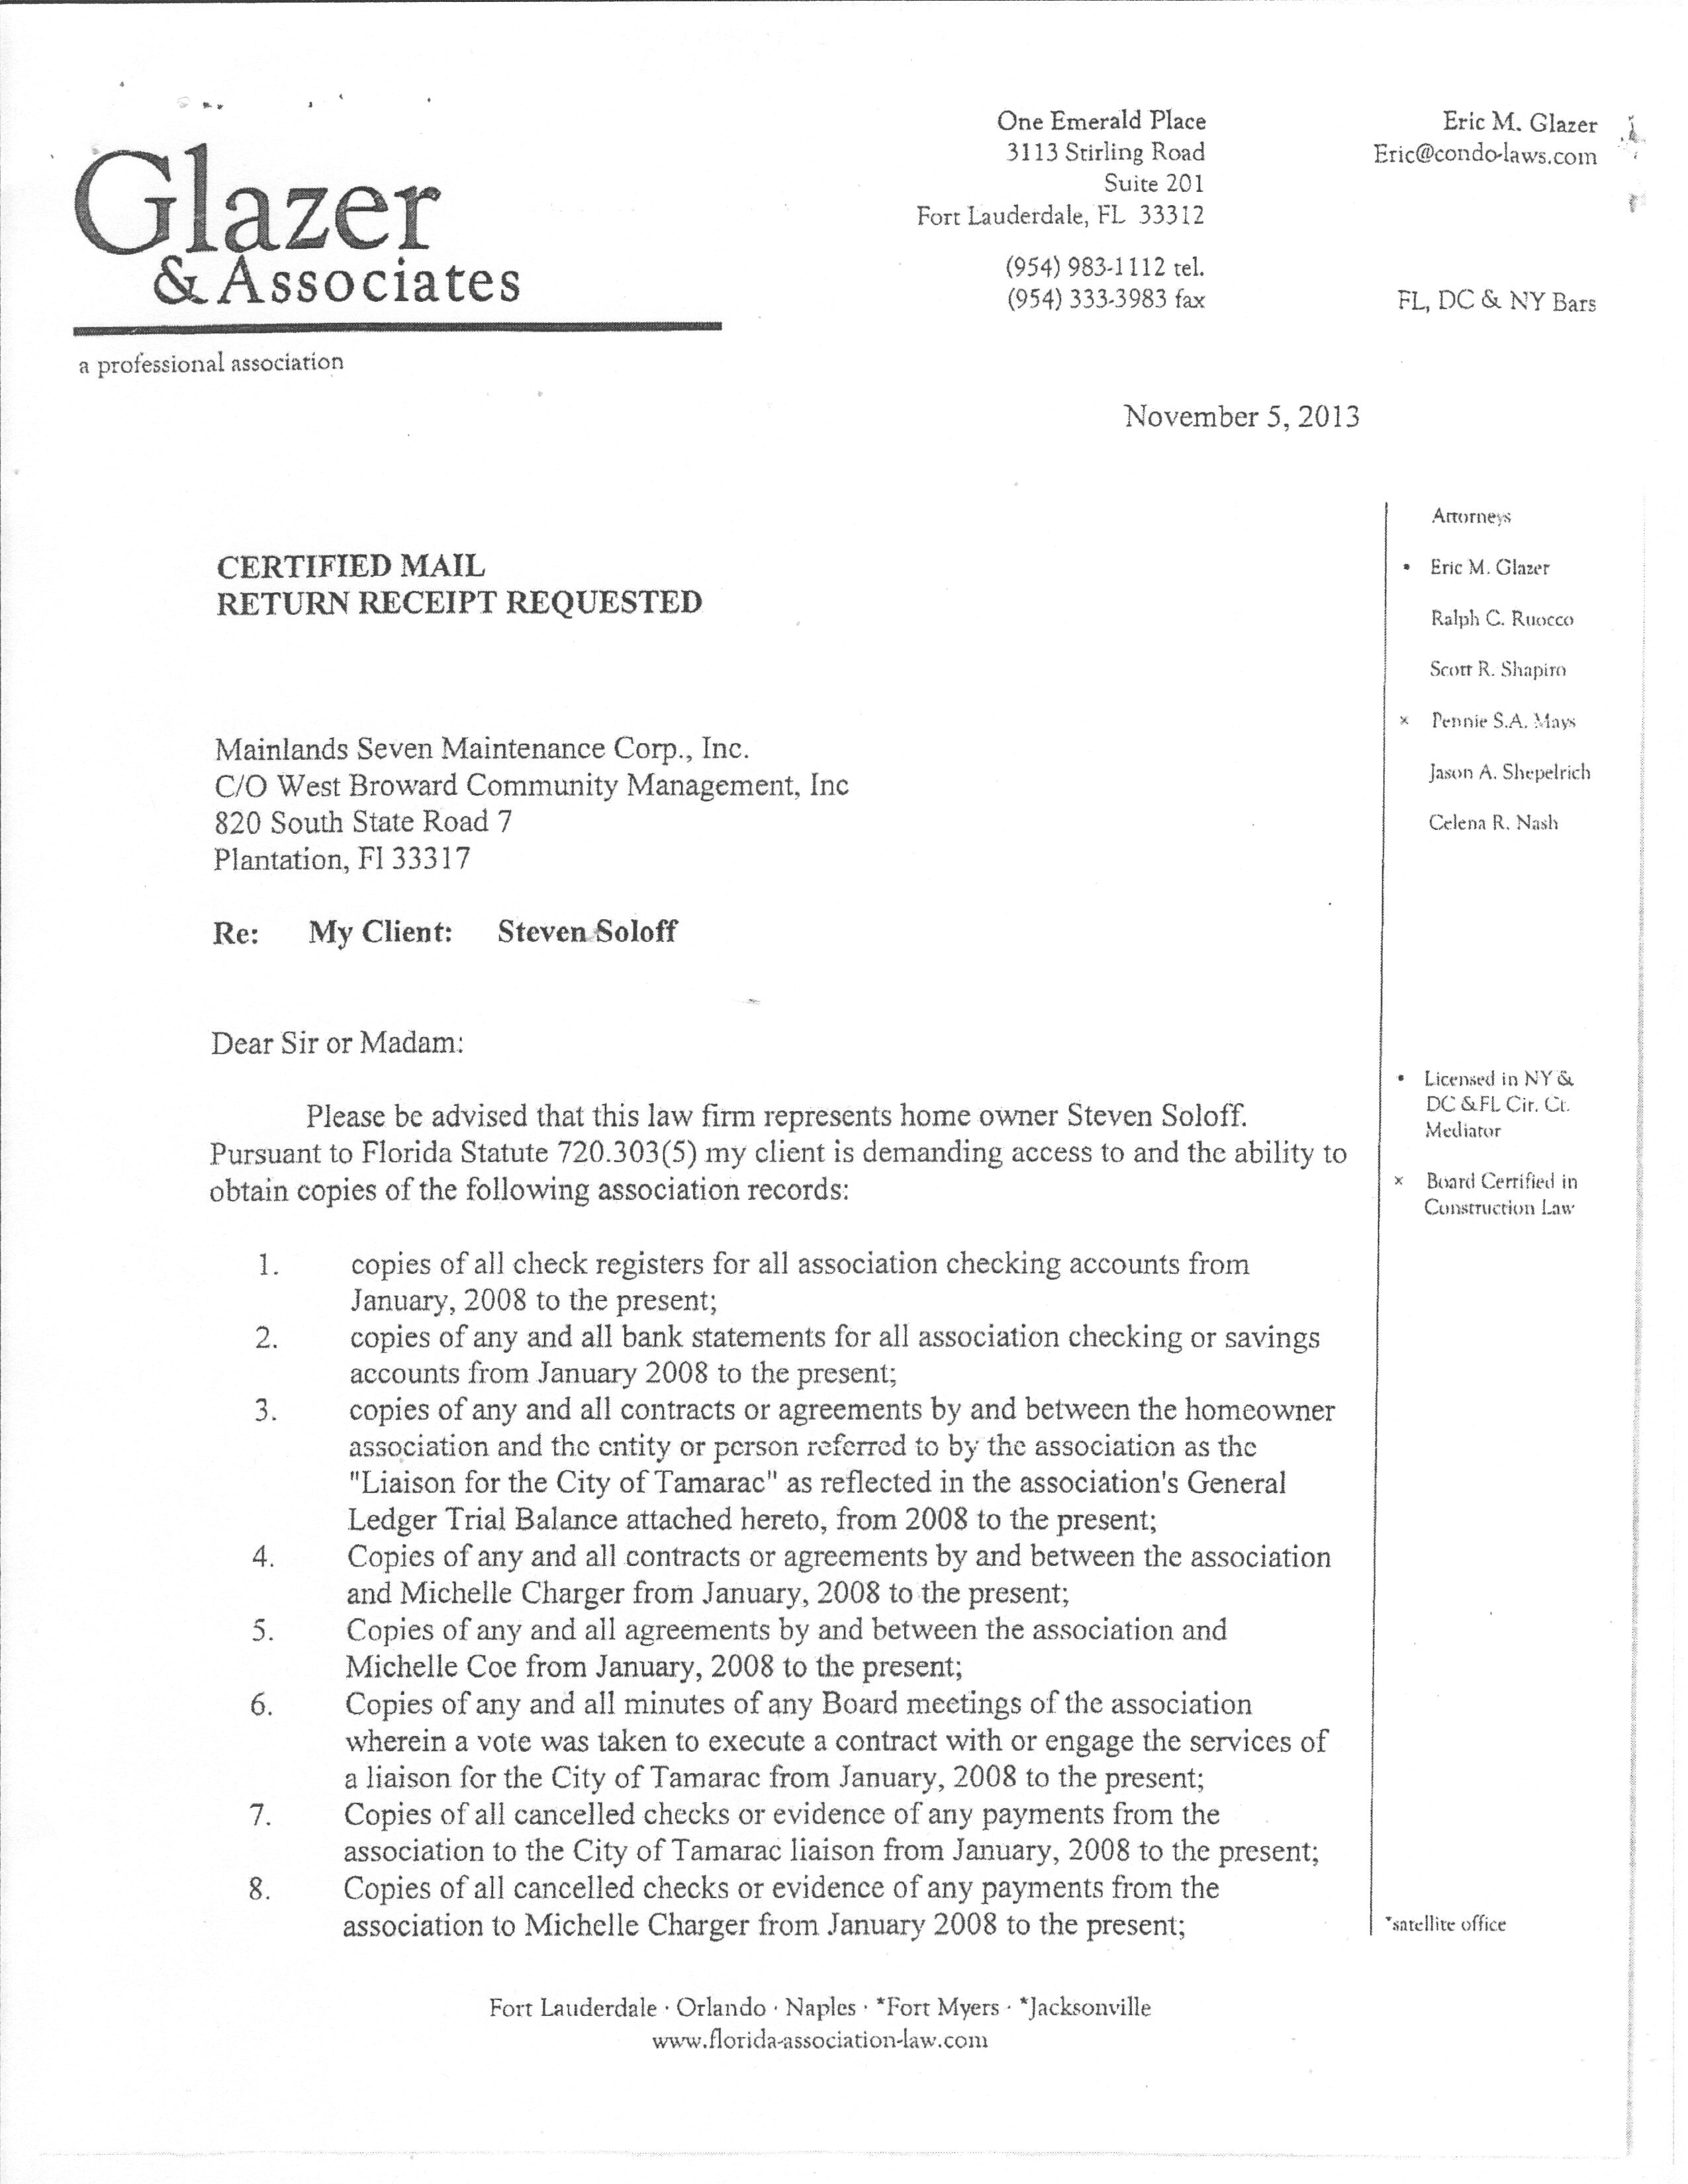 Glazer
& Associates
a professional association
One Emerald Place
3113 Stirling Road
Suite 201
Fort Lauderdale, FL 33312
(954) 983-1112 tel.
(954) 333-3983 fax
Eric M. Glazer
Eric@condo-laws.com
FL, DC & NY Bars
November 5, 2013
Attorneys
• Eric M. Glazer
Ralph C. Ruocco
Scott R. Shapiro
× Pennie S.A. Mays
Jason A. Shepelrich
Celena R. Nash
• Licensed in NY &
DC & FL Cir. Ct.
Mediator
× Board Certified in
Construction Law
*satellite office
CERTIFIED MAIL
RETURN RECEIPT REQUESTED
Mainlands Seven Maintenance Corp., Inc.
C/O West Broward Community Management, Inc
820 South State Road 7
Plantation, Fl 33317
Re: My Client: Steven Soloff
Dear Sir or Madam:
Please be advised that this law firm represents home owner Steven Soloff.
Pursuant to Florida Statute 720.303(5) my client is demanding access to and the ability to
obtain copies of the following association records:
1. copies of all check registers for all association checking accounts from
January, 2008 to the present;
2. copies of any and all bank statements for all association checking or savings
accounts from January 2008 to the present;
3. copies of any and all contracts or agreements by and between the homeowner
association and the entity or person referred to by the association as the
"Liaison for the City of Tamarac" as reflected in the association's General
Ledger Trial Balance attached hereto, from 2008 to the present;
4. Copies of any and all contracts or agreements by and between the association
and Michelle Charger from January, 2008 to the present;
5. Copies of any and all agreements by and between the association and
Michelle Coe from January, 2008 to the present;
6. Copies of any and all minutes of any Board meetings of the association
wherein a vote was taken to execute a contract with or engage the services of
a liaison for the City of Tamarac from January, 2008 to the present;
7. Copies of all cancelled checks or evidence of any payments from the
association to the City of Tamarac liaison from January, 2008 to the present;
8. Copies of all cancelled checks or evidence of any payments from the
association to Michelle Charger from January 2008 to the present;
Fort Lauderdale · Orlando · Naples · *Fort Myers · *Jacksonville
www.florida-association-law.com